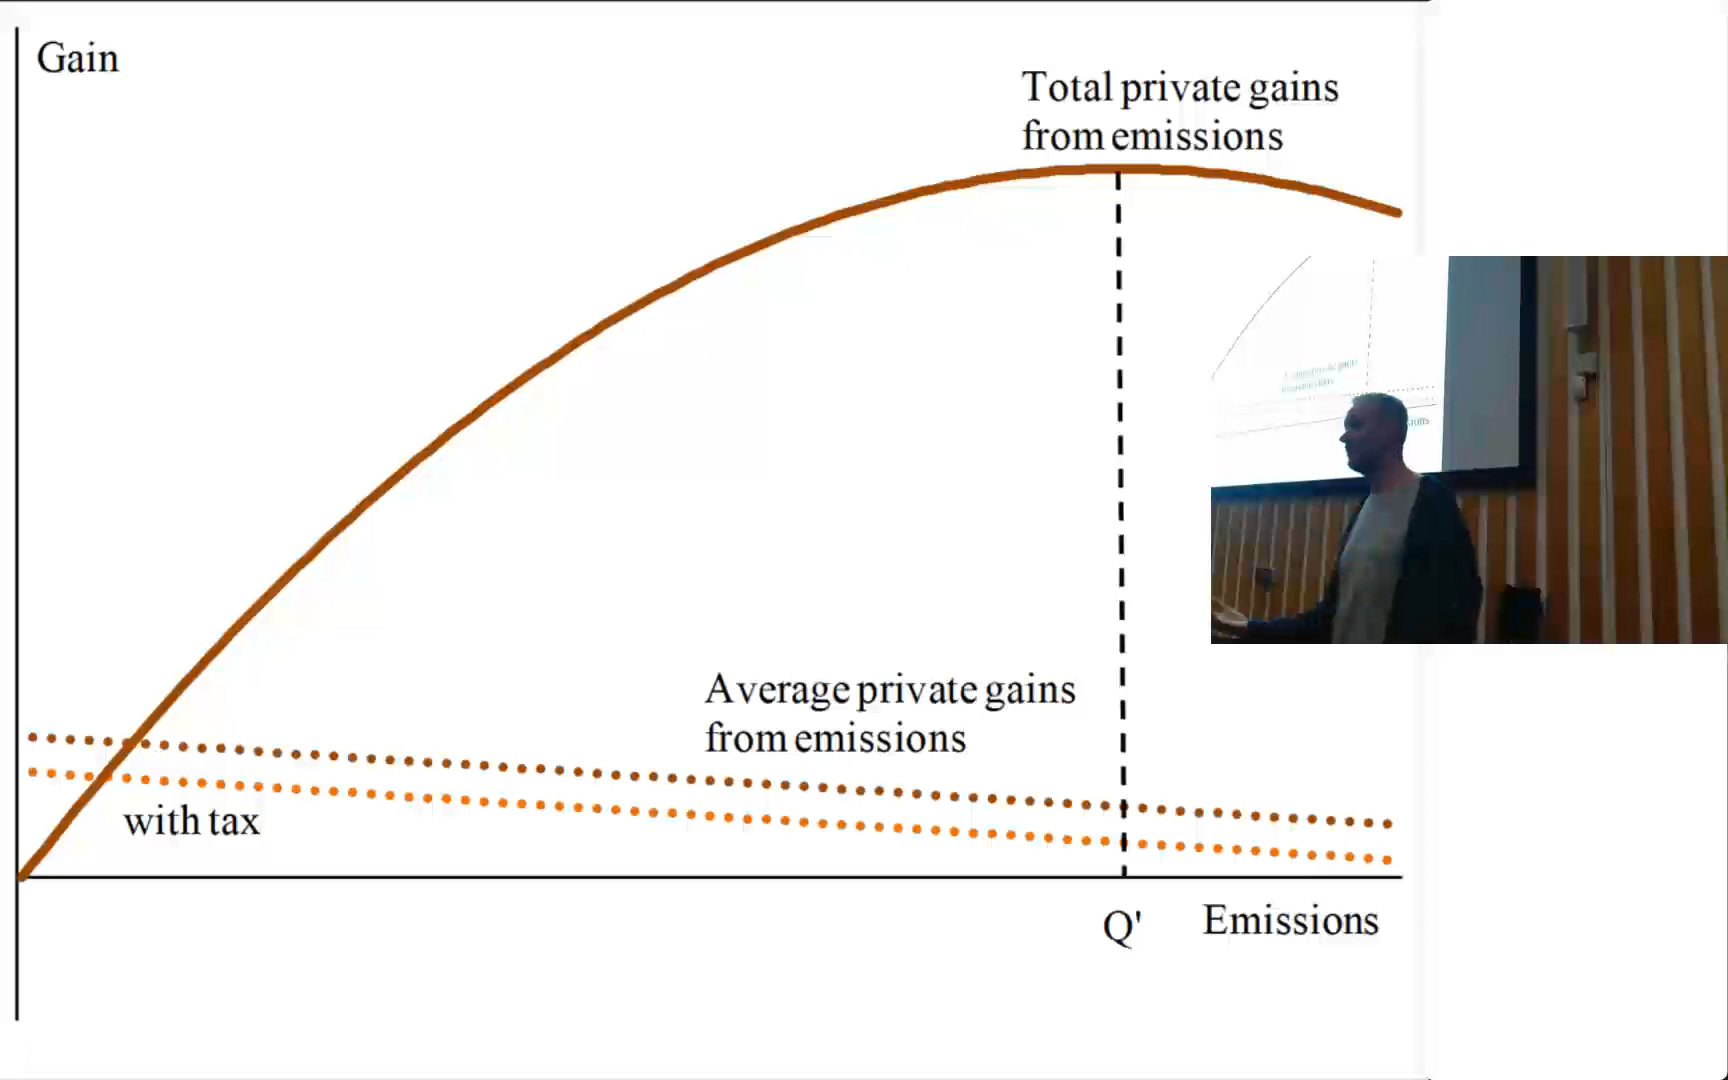 Gain
Total private gains
from emissions
Average private gains
from emissions
with tax
Q'
Emissions